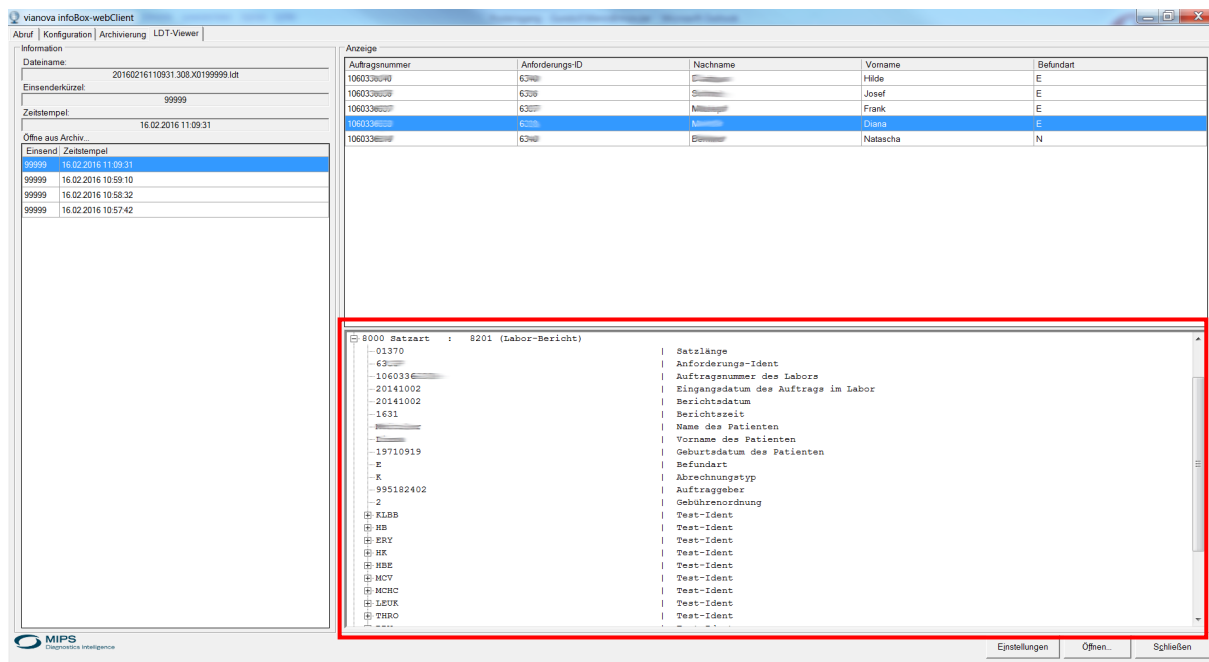 vianova infoBox-webClient
Abruf Konfiguration Archivierung LDT-Viewer
Information
Dateiname:
20160216110931.308.X0199999.ldt
Einsenderkürzel:
99999
Zeitstempel:
16.02.2016 11:09:31
Öffne aus Archiv...
Einsend Zeitstempel
99999 16.02.2016 11:09:31
99999 16.02.2016 10:59:10
99999 16.02.2016 10:58:32
99999 16.02.2016 10:57:42
Anzeige
Auftragsnummer Anforderungs-ID Nachname Vorname Befundart
Hilde E
Josef E
Frank E
Diana E
Natascha N
8000 Satzart : 8201 (Labor-Bericht)
01370 | Satzlänge
| Anforderungs-Ident
| Auftragsnummer des Labors
20141002 | Eingangsdatum des Auftrags im Labor
20141002 | Berichtsdatum
1631 | Berichtszeit
| Name des Patienten
| Vorname des Patienten
19710919 | Geburtsdatum des Patienten
E | Befundart
K | Abrechnungstyp
995182402 | Auftraggeber
2 | Gebührenordnung
KLBB | Test-Ident
HB | Test-Ident
ERY | Test-Ident
HK | Test-Ident
HBE | Test-Ident
MCV | Test-Ident
MCHC | Test-Ident
LEUK | Test-Ident
THRO | Test-Ident
MIPS
Diagnostics Intelligence
Einstellungen Öffnen... Schließen